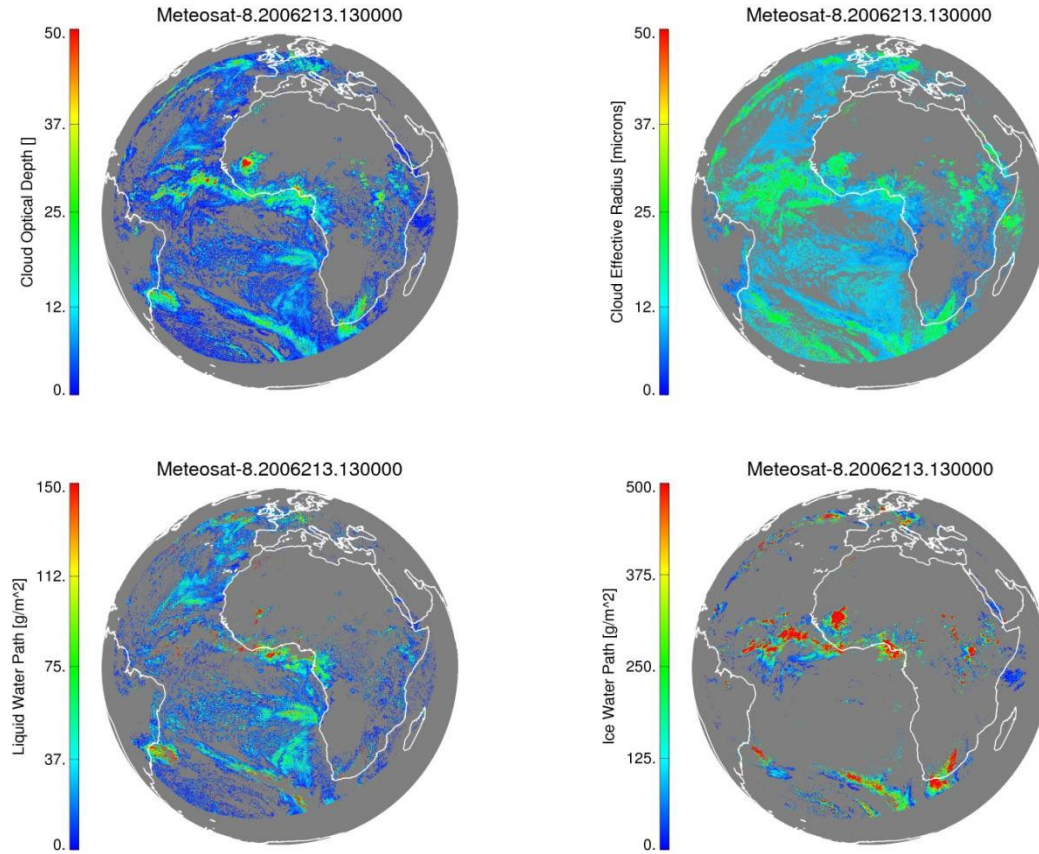 Meteosat-8.2006213.130000
50.
37.
25.
12.
0.
Cloud Optical Depth []
Meteosat-8.2006213.130000
50.
37.
25.
12.
0.
Cloud Effective Radius [microns]
Meteosat-8.2006213.130000
150.
112.
75.
37.
0.
Liquid Water Path [g/m^2]
Meteosat-8.2006213.130000
500.
375.
250.
125.
0.
Ice Water Path [g/m^2]